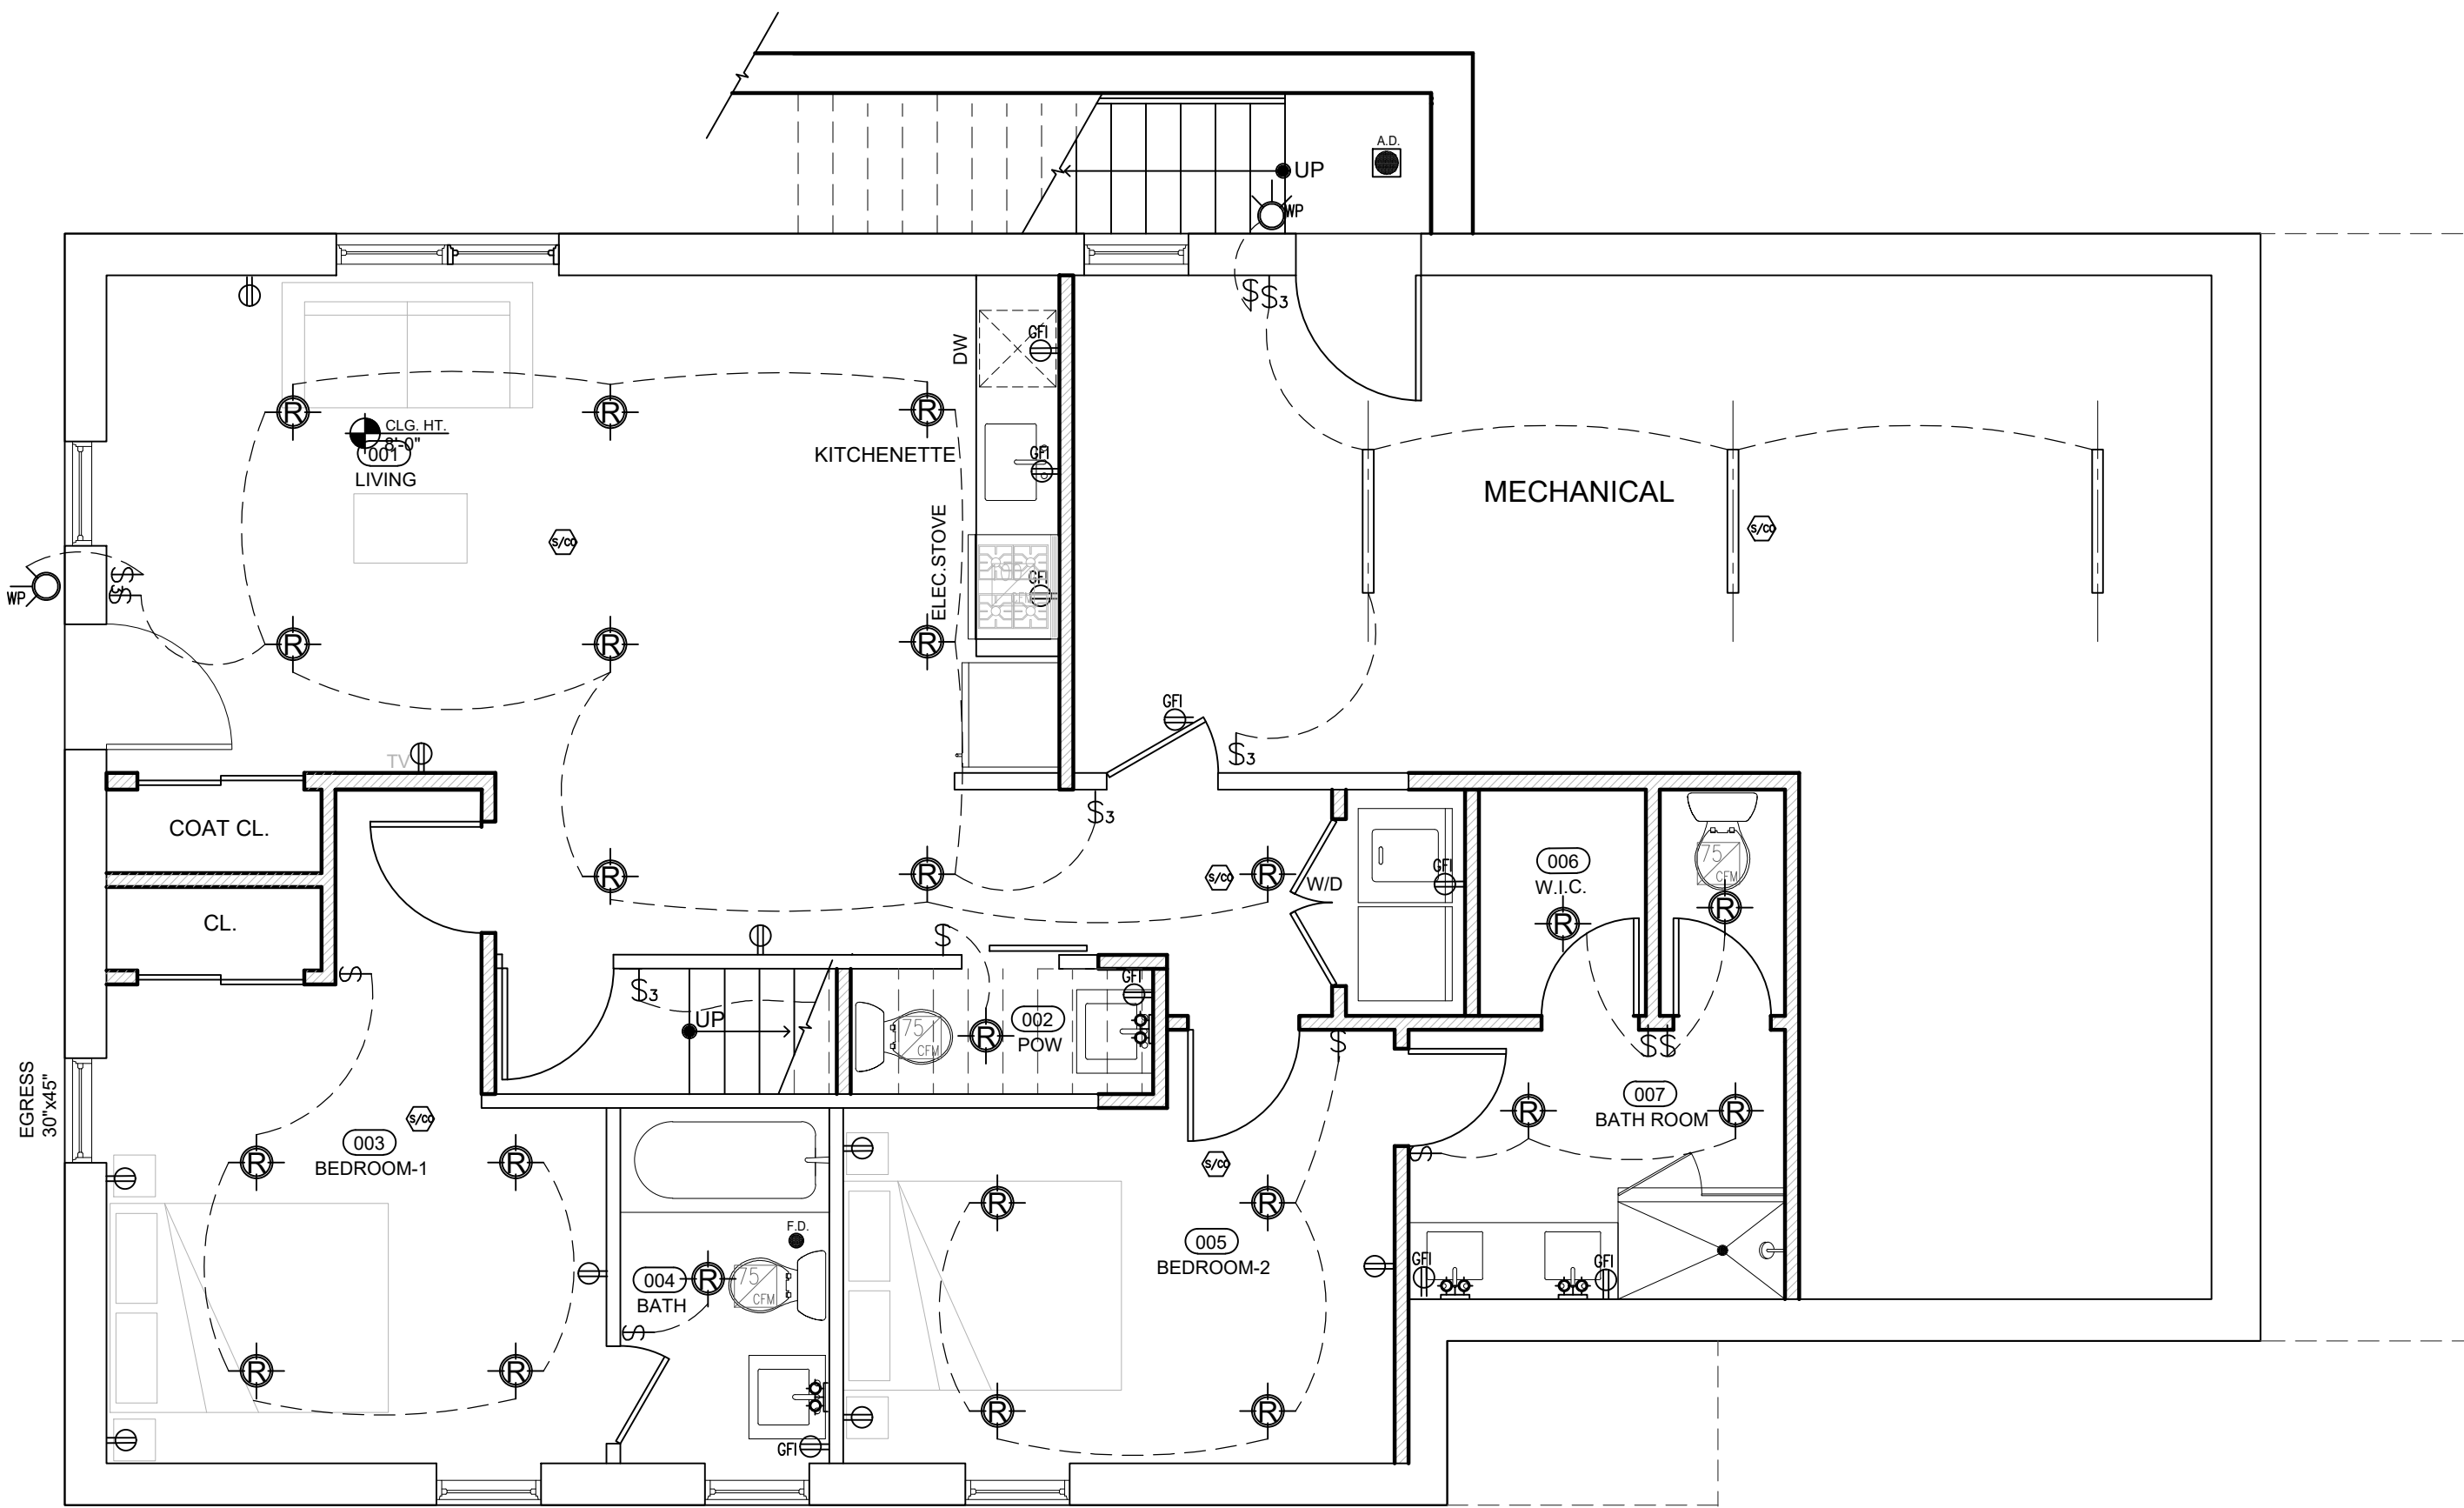 A.D.
UP
WP
$ $3
GFI
DW
R
R
R
CLG. HT.
8'-0"
001
LIVING
KITCHENETTE
GFI
MECHANICAL
S/CO
S/CO
ELEC.STOVE
GFI
WP
$
$3
R
R
R
GFI
$3
TV
$3
COAT CL.
R
R
S/CO
R
W/D
GFI
006
W.I.C.
R
75
CFM
R
CL.
$
$
$3
UP
75
CFM
R
002
POW
GFI
$
$ $
EGRESS
30"x45"
S/CO
003
BEDROOM-1
R
R
007
BATH ROOM
R
R
$
S/CO
R
R
F.D.
005
BEDROOM-2
GFI
GFI
004
BATH
R
75
CFM
$
R
R
R
R
GFI